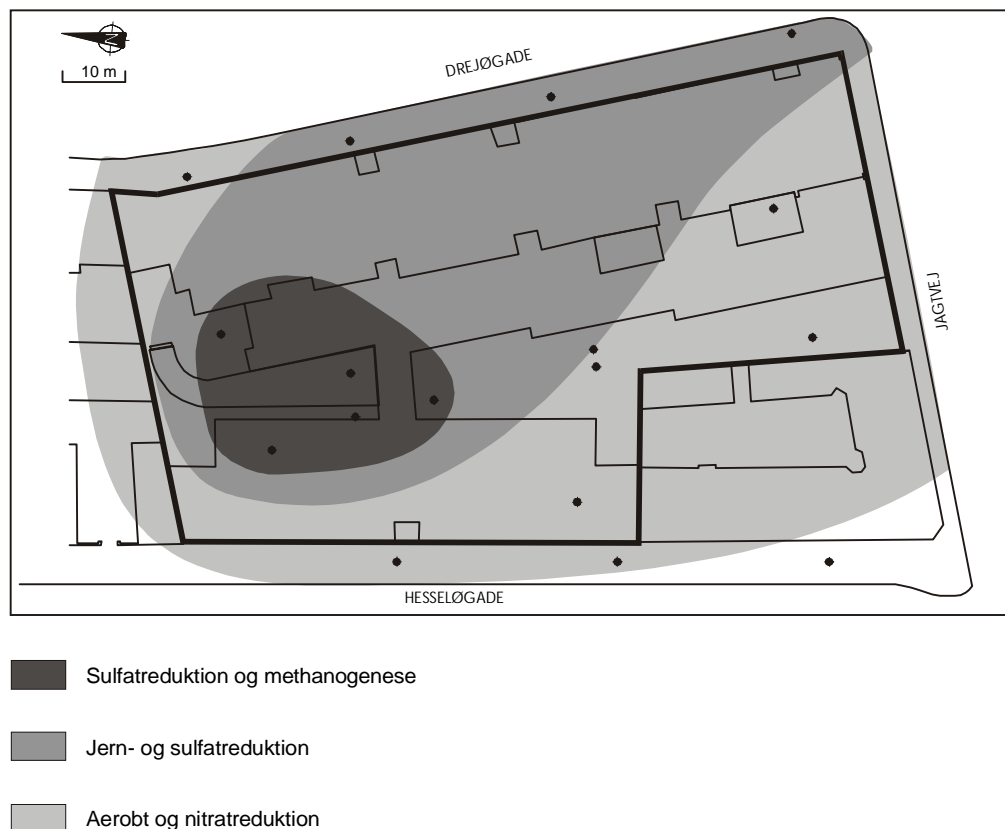 N
10 m
DREJØGADE
JAGTVEJ
HESSELØGADE
Sulfatreduktion og methanogenese
Jern- og sulfatreduktion
Aerobt og nitratreduktion